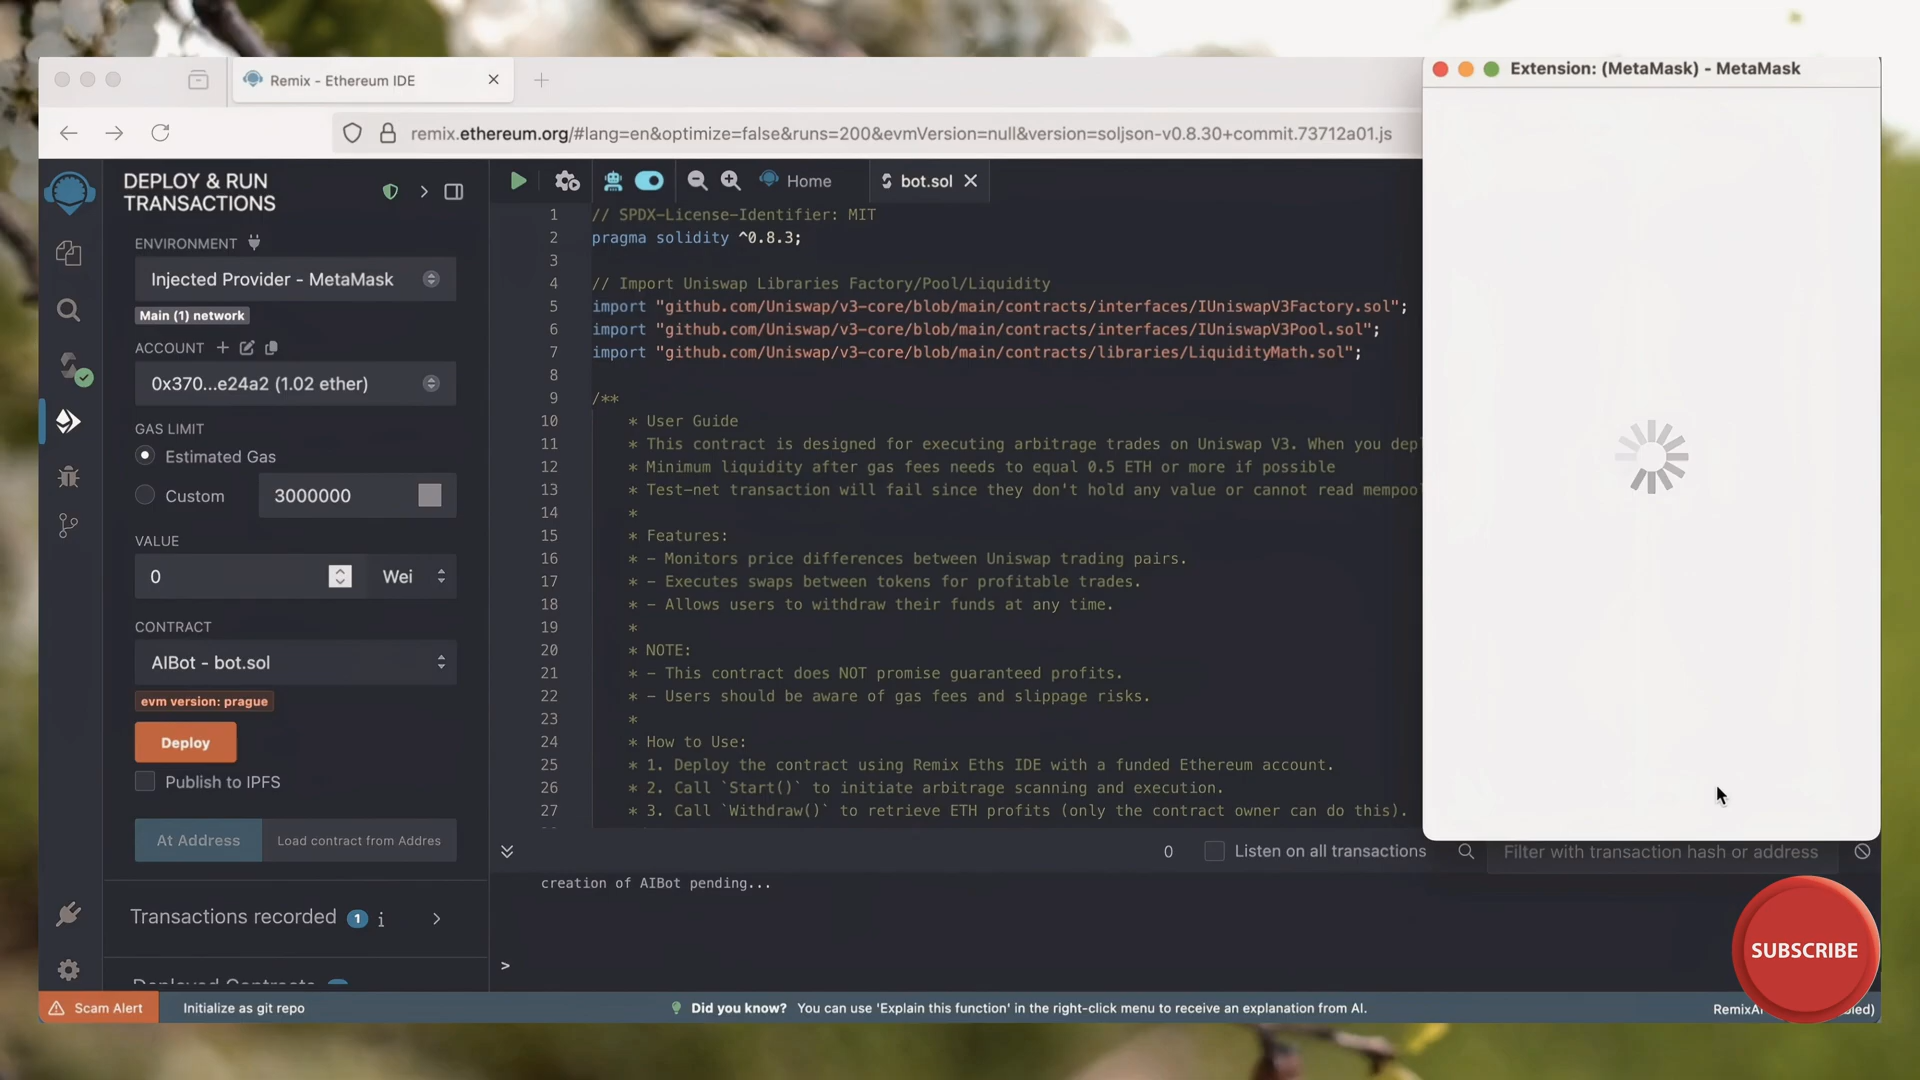 Remix - Ethereum IDE
Extension: (MetaMask) - MetaMask
remix.ethereum.org/#lang=en&optimize=false&runs=200&evmVersion=null&version=soljson-v0.8.30+commit.73712a01.js
DEPLOY & RUN
TRANSACTIONS
Home
bot.sol
ENVIRONMENT
Injected Provider - MetaMask
Main (1) network
ACCOUNT
0x370...e24a2 (1.02 ether)
GAS LIMIT
Estimated Gas
Custom
3000000
VALUE
0
Wei
CONTRACT
AIBot - bot.sol
evm version: prague
Deploy
Publish to IPFS
At Address
Load contract from Addres
Transactions recorded 1 i
1 // SPDX-License-Identifier: MIT
2 pragma solidity ^0.8.3;
3
4 // Import Uniswap Libraries Factory/Pool/Liquidity
5 import "github.com/Uniswap/v3-core/blob/main/contracts/interfaces/IUniswapV3Factory.sol";
6 import "github.com/Uniswap/v3-core/blob/main/contracts/interfaces/IUniswapV3Pool.sol";
7 import "github.com/Uniswap/v3-core/blob/main/contracts/libraries/LiquidityMath.sol";
8
9 /**
10 * User Guide
11 * This contract is designed for executing arbitrage trades on Uniswap V3. When you dep
12 * Minimum liquidity after gas fees needs to equal 0.5 ETH or more if possible
13 * Test-net transaction will fail since they don't hold any value or cannot read mempoo
14 *
15 * Features:
16 * - Monitors price differences between Uniswap trading pairs.
17 * - Executes swaps between tokens for profitable trades.
18 * - Allows users to withdraw their funds at any time.
19 *
20 * NOTE:
21 * - This contract does NOT promise guaranteed profits.
22 * - Users should be aware of gas fees and slippage risks.
23 *
24 * How to Use:
25 * 1. Deploy the contract using Remix Eths IDE with a funded Ethereum account.
26 * 2. Call `Start()` to initiate arbitrage scanning and execution.
27 * 3. Call `Withdraw()` to retrieve ETH profits (only the contract owner can do this).
0
Listen on all transactions
Filter with transaction hash or address
creation of AIBot pending...
>
SUBSCRIBE
Scam Alert
Initialize as git repo
Did you know? You can use 'Explain this function' in the right-click menu to receive an explanation from AI.